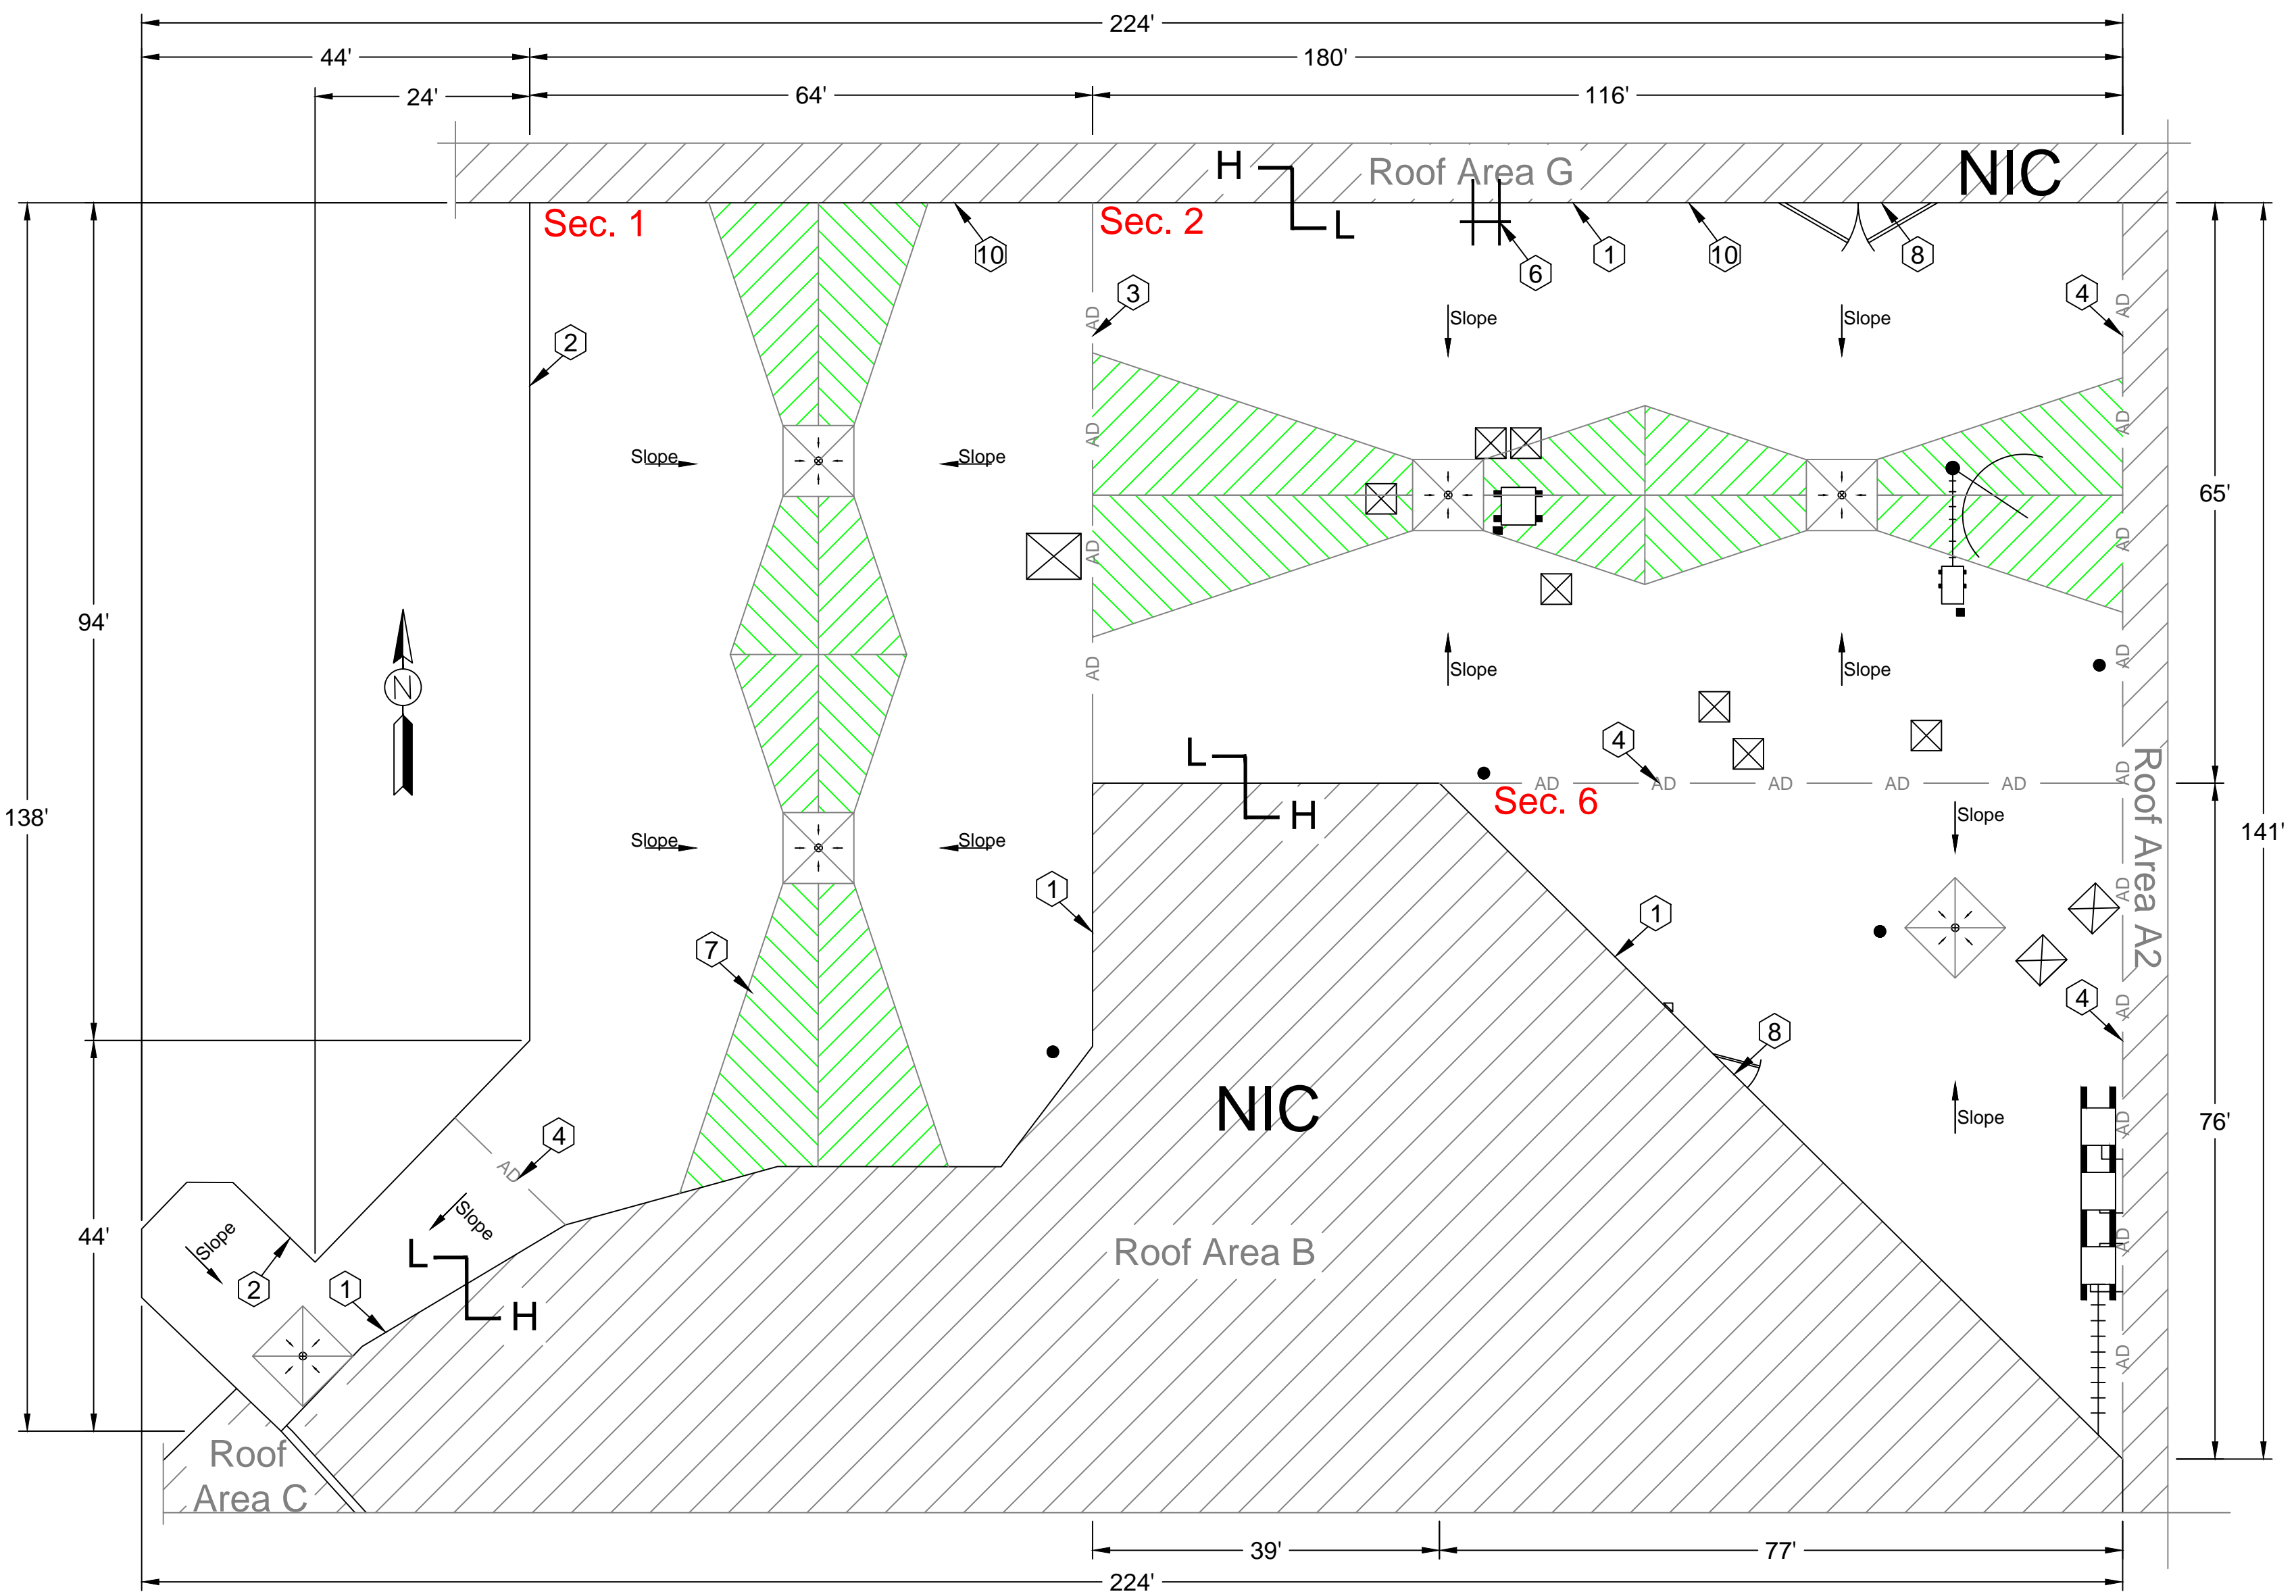 224'
44'
180'
24'
64'
116'
Roof Area G
NIC
H
L
Sec. 1
Sec. 2
10
6
1
10
8
3
4
AD
AD
2
Slope
Slope
AD
AD
Slope
Slope
65'
AD
AD
94'
AD
AD
Slope
Slope
N
4
L
H
AD
AD
AD
AD
AD
AD
Sec. 6
Roof Area A2
138'
141'
Slope
Slope
Slope
1
AD
1
7
4
AD
8
NIC
Slope
AD
76'
4
AD
Slope
Slope
44'
AD
L
H
Roof Area B
2
1
AD
Roof
Area C
39'
77'
224'